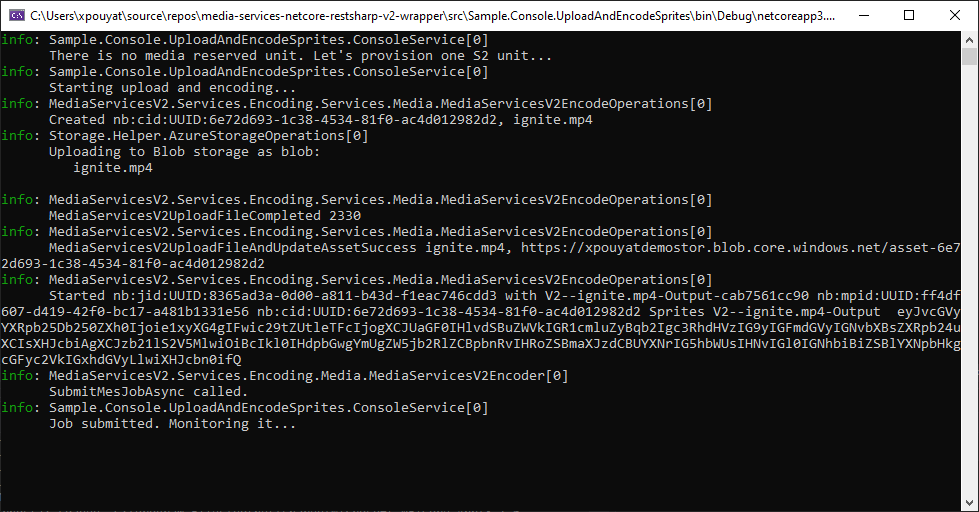 C:\Users\xpouyat\source\repos\media-services-netcore-restsharp-v2-wrapper\src\Sample.Console.UploadAndEncodeSprites\bin\Debug\netcoreapp3....
info: Sample.Console.UploadAndEncodeSprites.ConsoleService[0]
There is no media reserved unit. Let's provision one S2 unit...
info: Sample.Console.UploadAndEncodeSprites.ConsoleService[0]
Starting upload and encoding...
info: MediaServicesV2.Services.Encoding.Services.Media.MediaServicesV2EncodeOperations[0]
Created nb:cid:UUID:6e72d693-1c38-4534-81f0-ac4d012982d2, ignite.mp4
info: Storage.Helper.AzureStorageOperations[0]
Uploading to Blob storage as blob:
ignite.mp4
info: MediaServicesV2.Services.Encoding.Services.Media.MediaServicesV2EncodeOperations[0]
MediaServicesV2UploadFileCompleted 2330
info: MediaServicesV2.Services.Encoding.Services.Media.MediaServicesV2EncodeOperations[0]
MediaServicesV2UploadFileAndUpdateAssetSuccess ignite.mp4, https://xpouyatdemostor.blob.core.windows.net/asset-6e7
2d693-1c38-4534-81f0-ac4d012982d2
info: MediaServicesV2.Services.Encoding.Services.Media.MediaServicesV2EncodeOperations[0]
Started nb:jid:UUID:8365ad3a-0d00-a811-b43d-f1eac746cdd3 with V2--ignite.mp4-Output-cab7561cc90 nb:mpid:UUID:ff4df
607-d419-42f0-bc17-a481b1331e56 nb:cid:UUID:6e72d693-1c38-4534-81f0-ac4d012982d2 Sprites V2--ignite.mp4-Output eyJvcGVy
YXRpb25Db250ZXh0Ijoie1xyXG4gIFwic29tZUtleTFcIjogXCJUaGF0IHlvdSBuZWVkIGR1cmluZyBqb2Igc3RhdHVzIG9yIGFmdGVyIGNvbXBsZXRpb24u
XCIsXHJcbiAgXCJzb21lS2V5MlwiOiBcIkl0IHdpbGwgYmUgZW5jb2RlZCBpbnRvIHRoZSBmaXJzdCBUYXNrIG5hbWUsIHNvIGl0IGNhbiBiZSBlYXNpbHkg
cGFyc2VkIGxhdGVyLlwiXHJcbn0ifQ
info: MediaServicesV2.Services.Encoding.Media.MediaServicesV2Encoder[0]
SubmitMesJobAsync called.
info: Sample.Console.UploadAndEncodeSprites.ConsoleService[0]
Job submitted. Monitoring it...